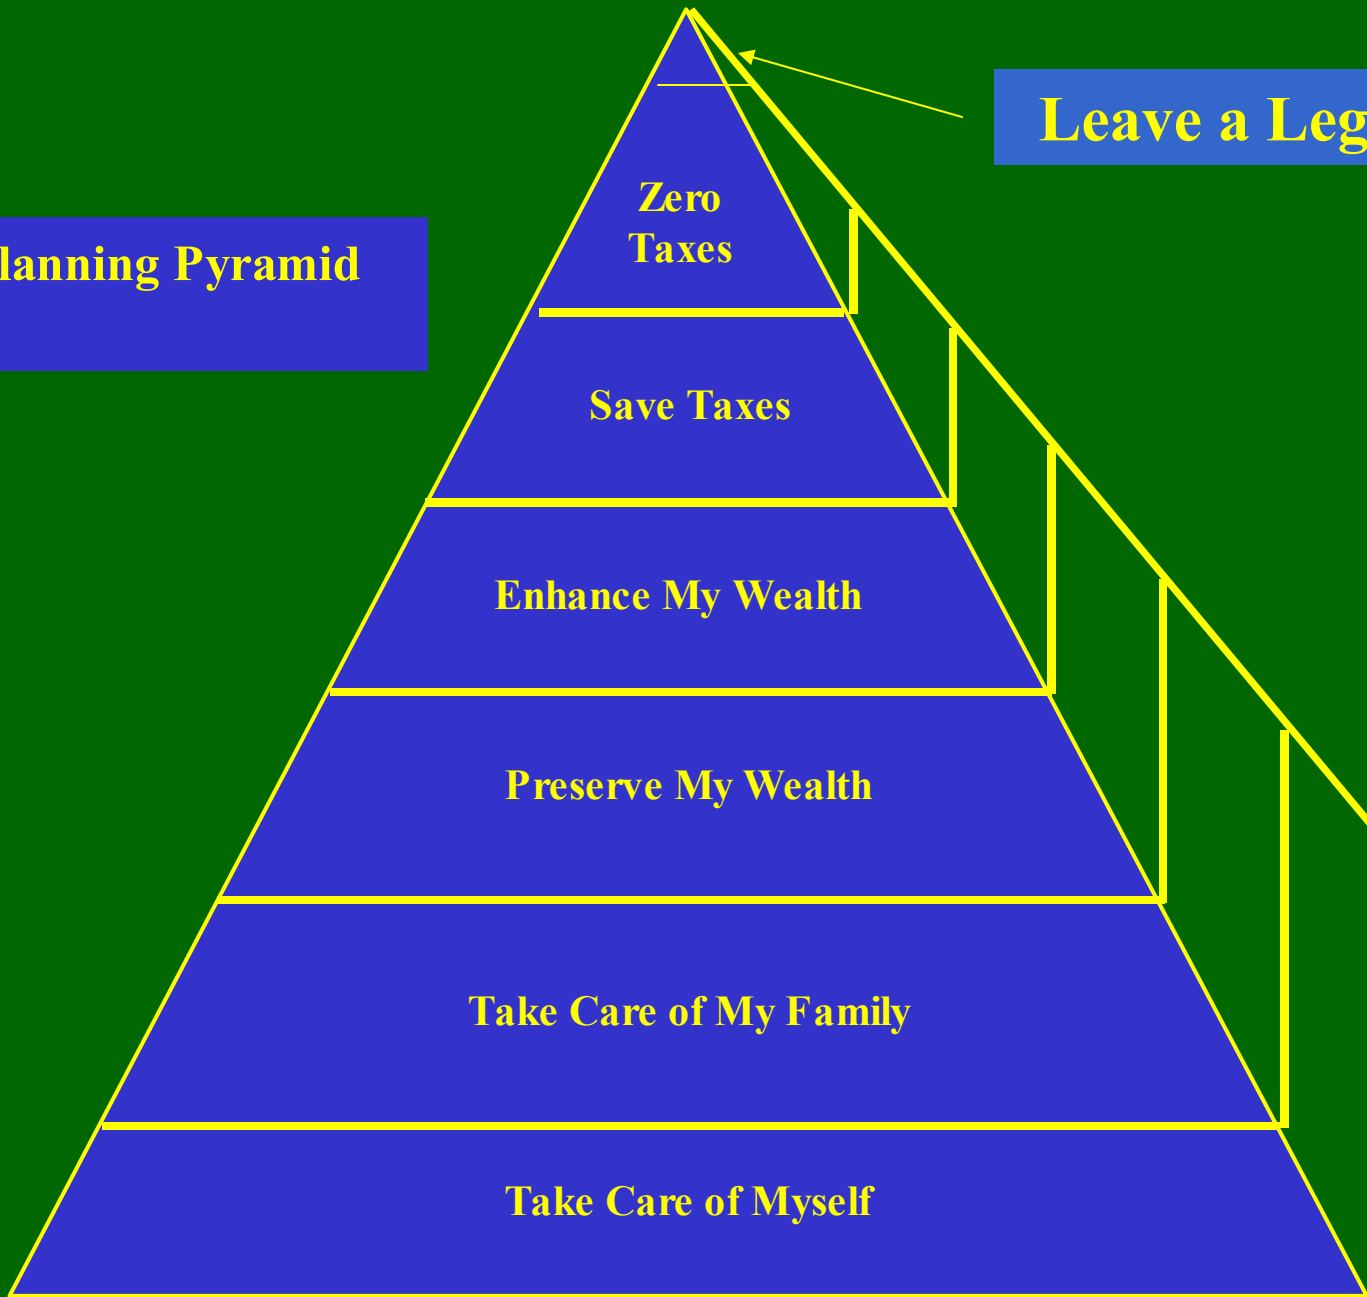 Leave a Leg
Zero
Taxes
lanning Pyramid
Save Taxes
Enhance My Wealth
Preserve My Wealth
Take Care of My Family
Take Care of Myself